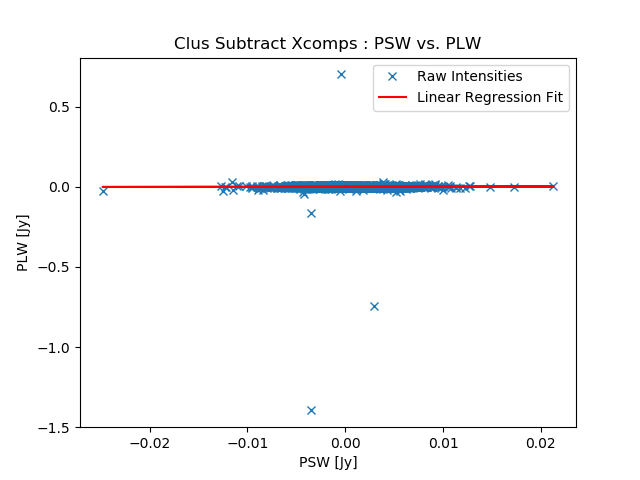 Clus Subtract Xcomps : PSW vs. PLW
Raw Intensities
Linear Regression Fit
0.5
0.0
−0.5
−1.0
−1.5
PLW [Jy]
−0.02
−0.01
0.00
0.01
0.02
PSW [Jy]